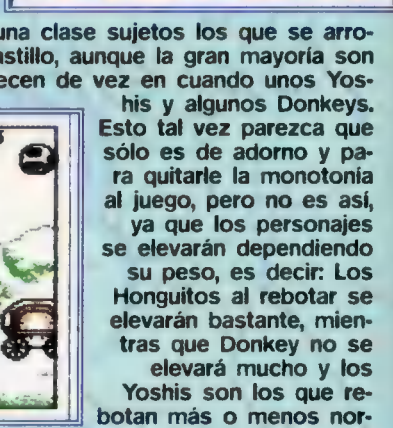 una clase sujetos los que se arro-
astillo, aunque la gran mayoría son
ecen de vez en cuando unos Yos-
his y algunos Donkeys.
Esto tal vez parezca que
sólo es de adorno y pa-
ra quitarle la monotonía
al juego, pero no es así,
ya que los personajes
se elevarán dependiendo
su peso, es decir: Los
Honguitos al rebotar se
elevarán bastante, mien-
tras que Donkey no se
elevará mucho y los
Yoshis son los que re-
botan más o menos nor-